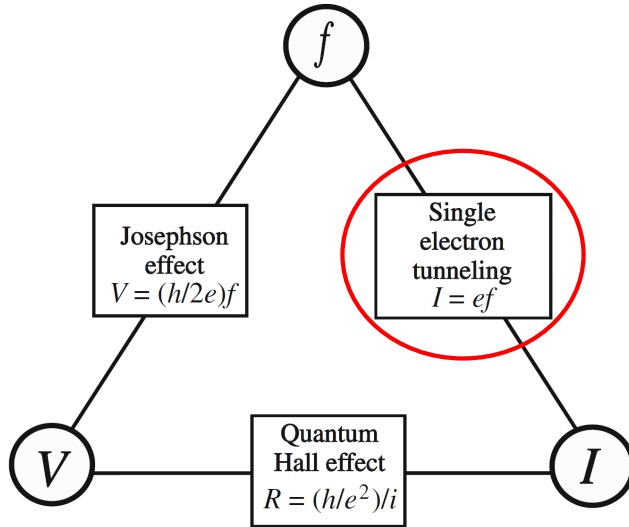 f
Josephson
effect
V = (h/2e)f
Single
electron
tunneling
I = ef
V
Quantum
Hall effect
R = (h/e²)/i
I